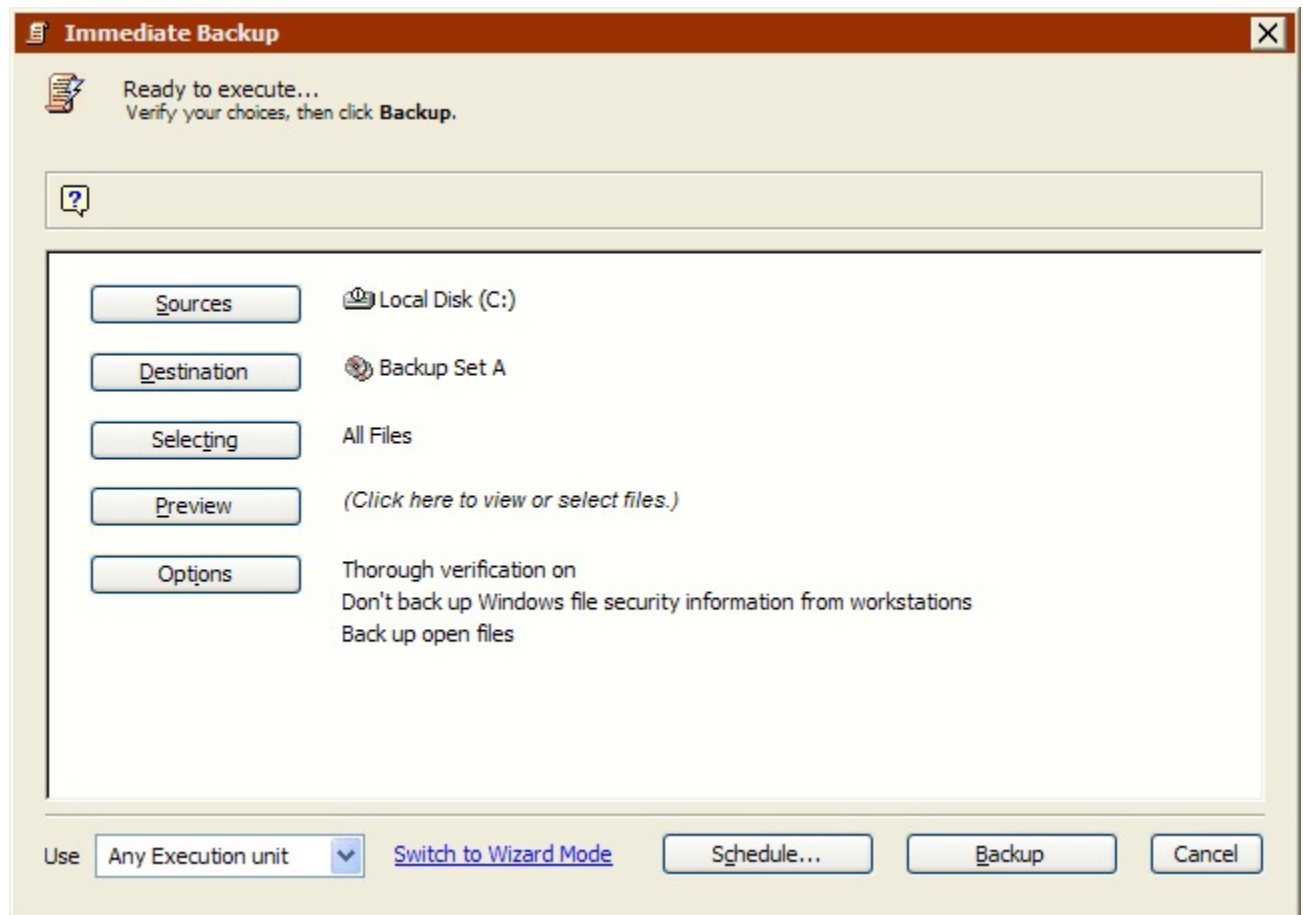 Immediate Backup
Ready to execute...
Verify your choices, then click Backup.
?
Sources Local Disk (C:)
Destination Backup Set A
Selecting All Files
Preview (Click here to view or select files.)
Options Thorough verification on
Don't back up Windows file security information from workstations
Back up open files
Use Any Execution unit Switch to Wizard Mode Schedule... Backup Cancel